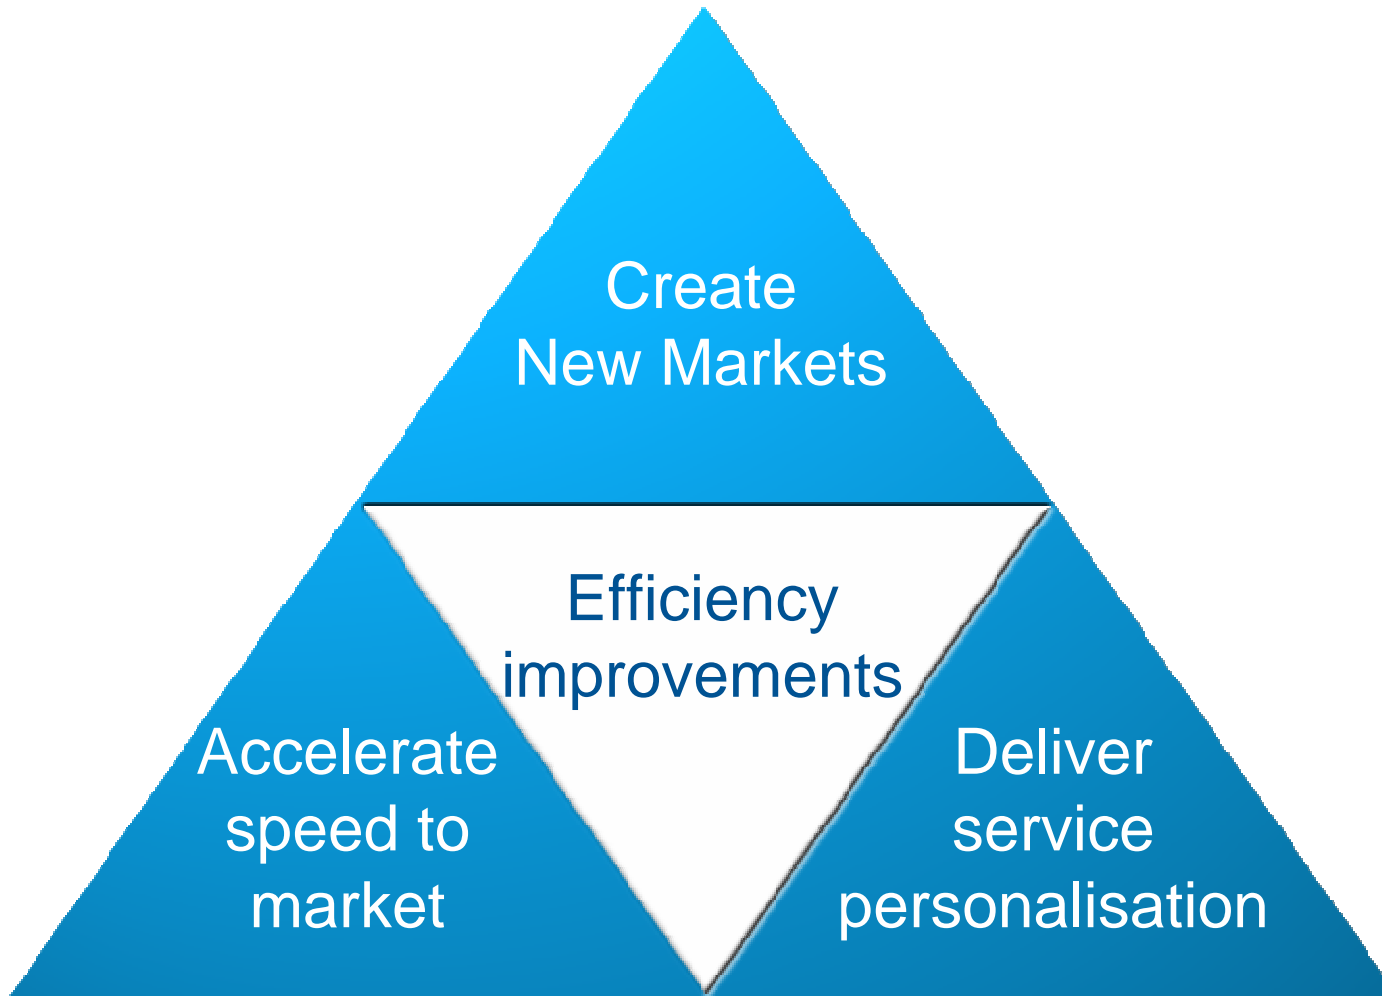 Create
New Markets
Efficiency
improvements
Accelerate
speed to
market
Deliver
service
personalisation